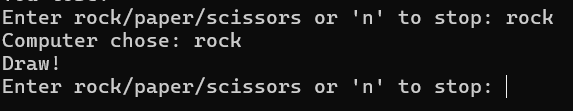 Enter rock/paper/scissors or 'n' to stop: rock
Computer chose: rock
Draw!
Enter rock/paper/scissors or 'n' to stop: